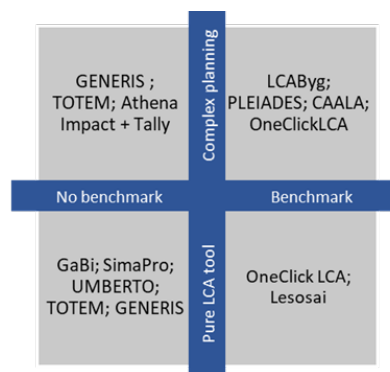 GENERIS ;
TOTEM; Athena
Impact + Tally
Complex planning
LCAByg;
PLEIADES; CAALA;
OneClickLCA
No benchmark
Benchmark
GaBi; SimaPro;
UMBERTO;
TOTEM; GENERIS
Pure LCA tool
OneClick LCA;
Lesosai